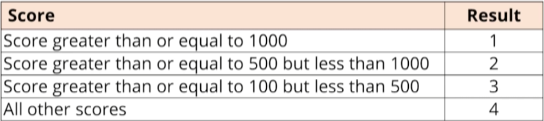 Score Result
Score greater than or equal to 1000 1
Score greater than or equal to 500 but less than 1000 2
Score greater than or equal to 100 but less than 500 3
All other scores 4